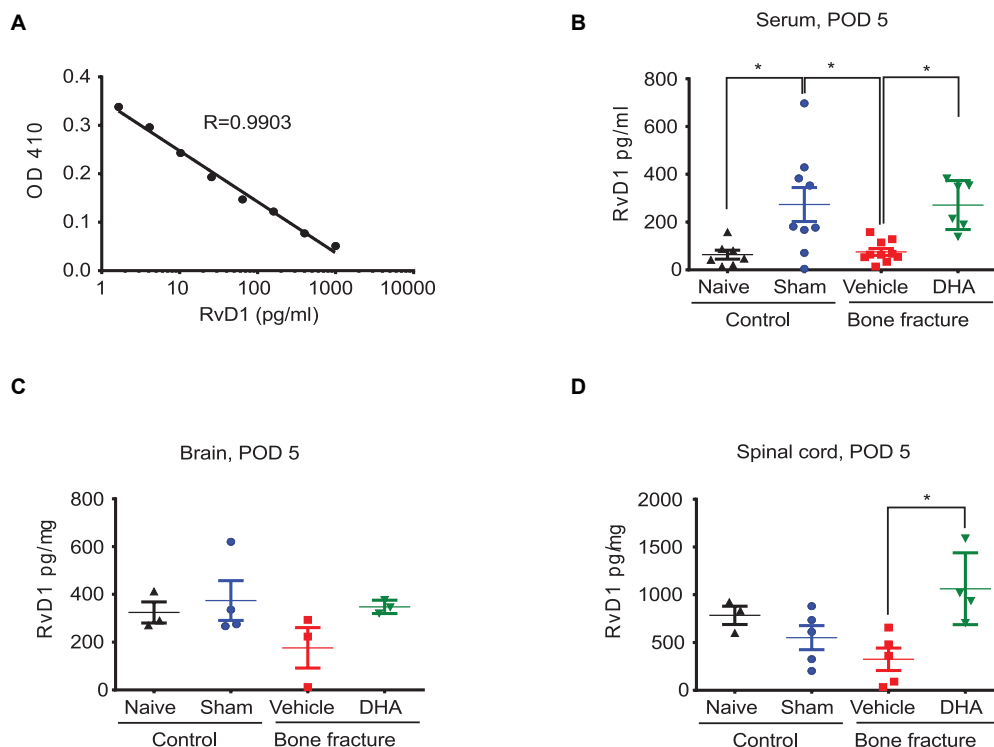 A
OD 410
0.4
0.3
0.2
0.1
0.0
R=0.9903
1 10 100 1000 10000
RvD1 (pg/ml)
B
Serum, POD 5
RvD1 pg/ml
800
600
400
200
0
* * *
Naive Sham Vehicle DHA
Control Bone fracture
C
Brain, POD 5
RvD1 pg/mg
800
600
400
200
0
Naive Sham Vehicle DHA
Control Bone fracture
D
Spinal cord, POD 5
RvD1 pg/mg
2000
1500
1000
500
0
*
Naive Sham Vehicle DHA
Control Bone fracture